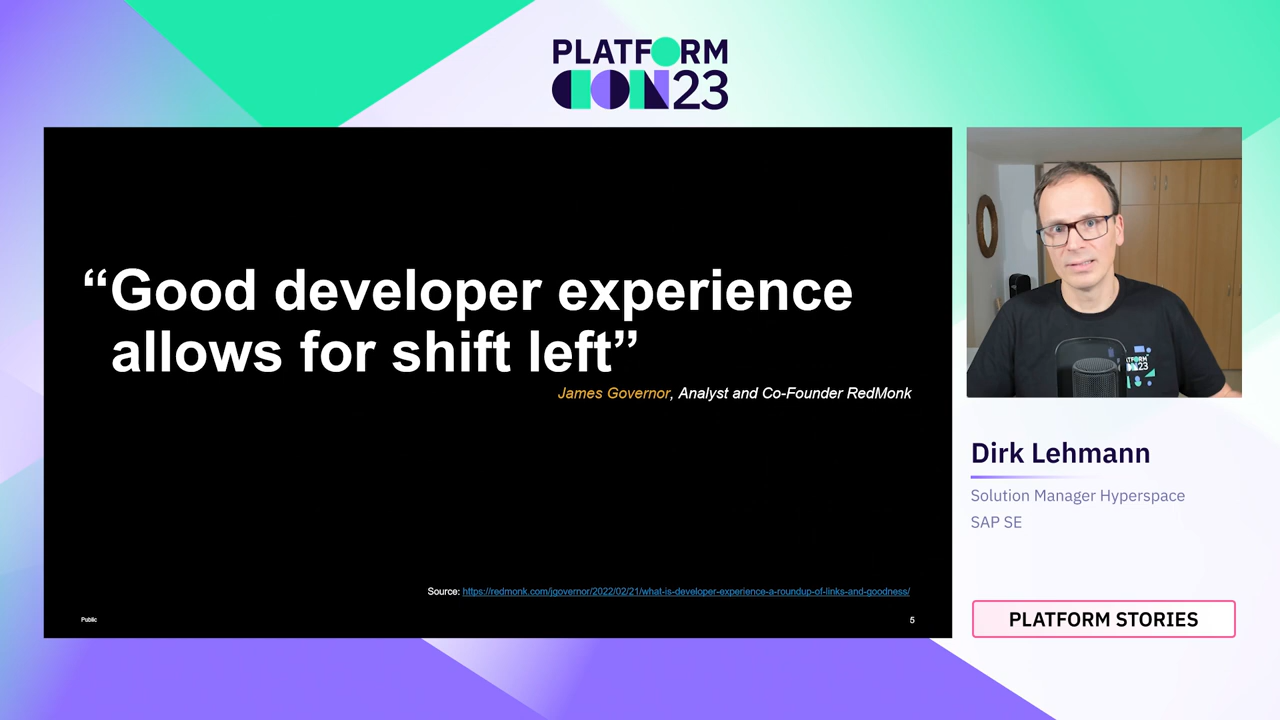 PLATFORM
CON23
“Good developer experience
allows for shift left”
James Governor, Analyst and Co-Founder RedMonk
Source: https://redmonk.com/jgovernor/2022/02/21/what-is-developer-experience-a-roundup-of-links-and-goodness/
Public
5
Dirk Lehmann
Solution Manager Hyperspace
SAP SE
PLATFORM STORIES